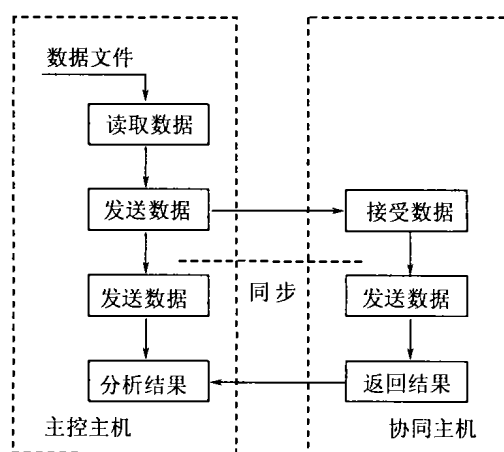 数据文件
读取数据
发送数据
接受数据
发送数据
同步
发送数据
分析结果
返回结果
主控主机
协同主机